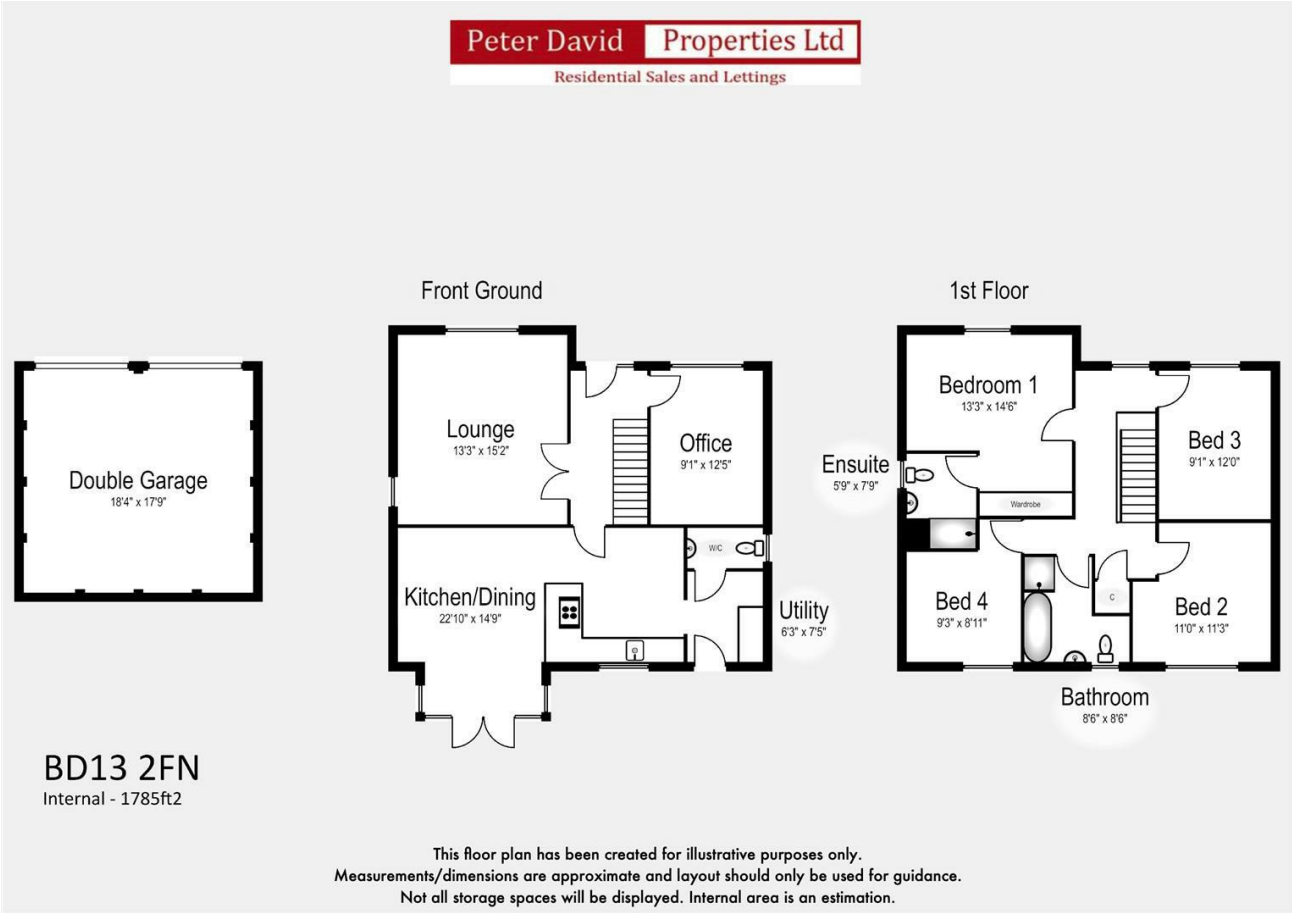 Peter David Properties Ltd
Residential Sales and Lettings
Front Ground
1st Floor
Double Garage
18'4" x 17'9"
Lounge
13'3" x 15'2"
Office
9'1" x 12'5"
W/C
Kitchen/Dining
22'10" x 14'9"
Utility
6'3" x 7'5"
Bedroom 1
13'3" x 14'6"
Ensuite
5'9" x 7'9"
Wardrobe
Bed 3
9'1" x 12'0"
Bed 4
9'3" x 8'11"
C
Bed 2
11'0" x 11'3"
Bathroom
8'6" x 8'6"
BD13 2FN
Internal - 1785ft2
This floor plan has been created for illustrative purposes only.
Measurements/dimensions are approximate and layout should only be used for guidance.
Not all storage spaces will be displayed. Internal area is an estimation.